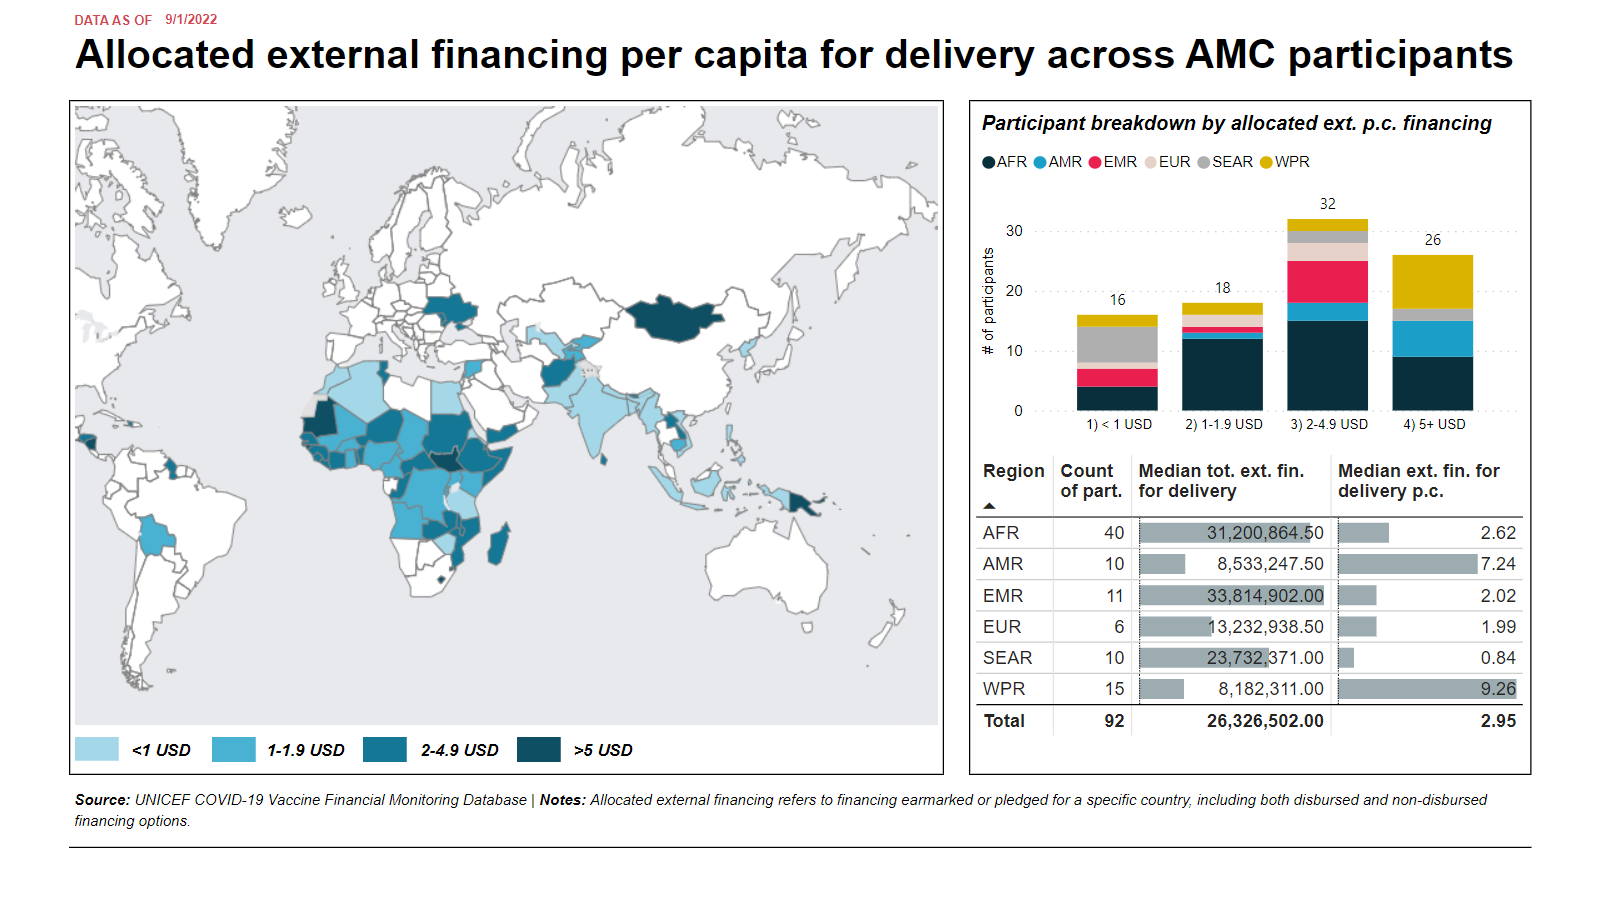 DATA AS OF 9/1/2022
Allocated external financing per capita for delivery across AMC participants
<1 USD 1-1.9 USD 2-4.9 USD >5 USD
Participant breakdown by allocated ext. p.c. financing
AFR AMR EMR EUR SEAR WPR
# of participants
30
20
10
0
16
18
32
26
1) < 1 USD 2) 1-1.9 USD 3) 2-4.9 USD 4) 5+ USD
Region Count of part. Median tot. ext. fin. for delivery Median ext. fin. for delivery p.c.
AFR 40 31,200,864.50 2.62
AMR 10 8,533,247.50 7.24
EMR 11 33,814,902.00 2.02
EUR 6 13,232,938.50 1.99
SEAR 10 23,732,371.00 0.84
WPR 15 8,182,311.00 9.26
Total 92 26,326,502.00 2.95
Source: UNICEF COVID-19 Vaccine Financial Monitoring Database | Notes: Allocated external financing refers to financing earmarked or pledged for a specific country, including both disbursed and non-disbursed
financing options.